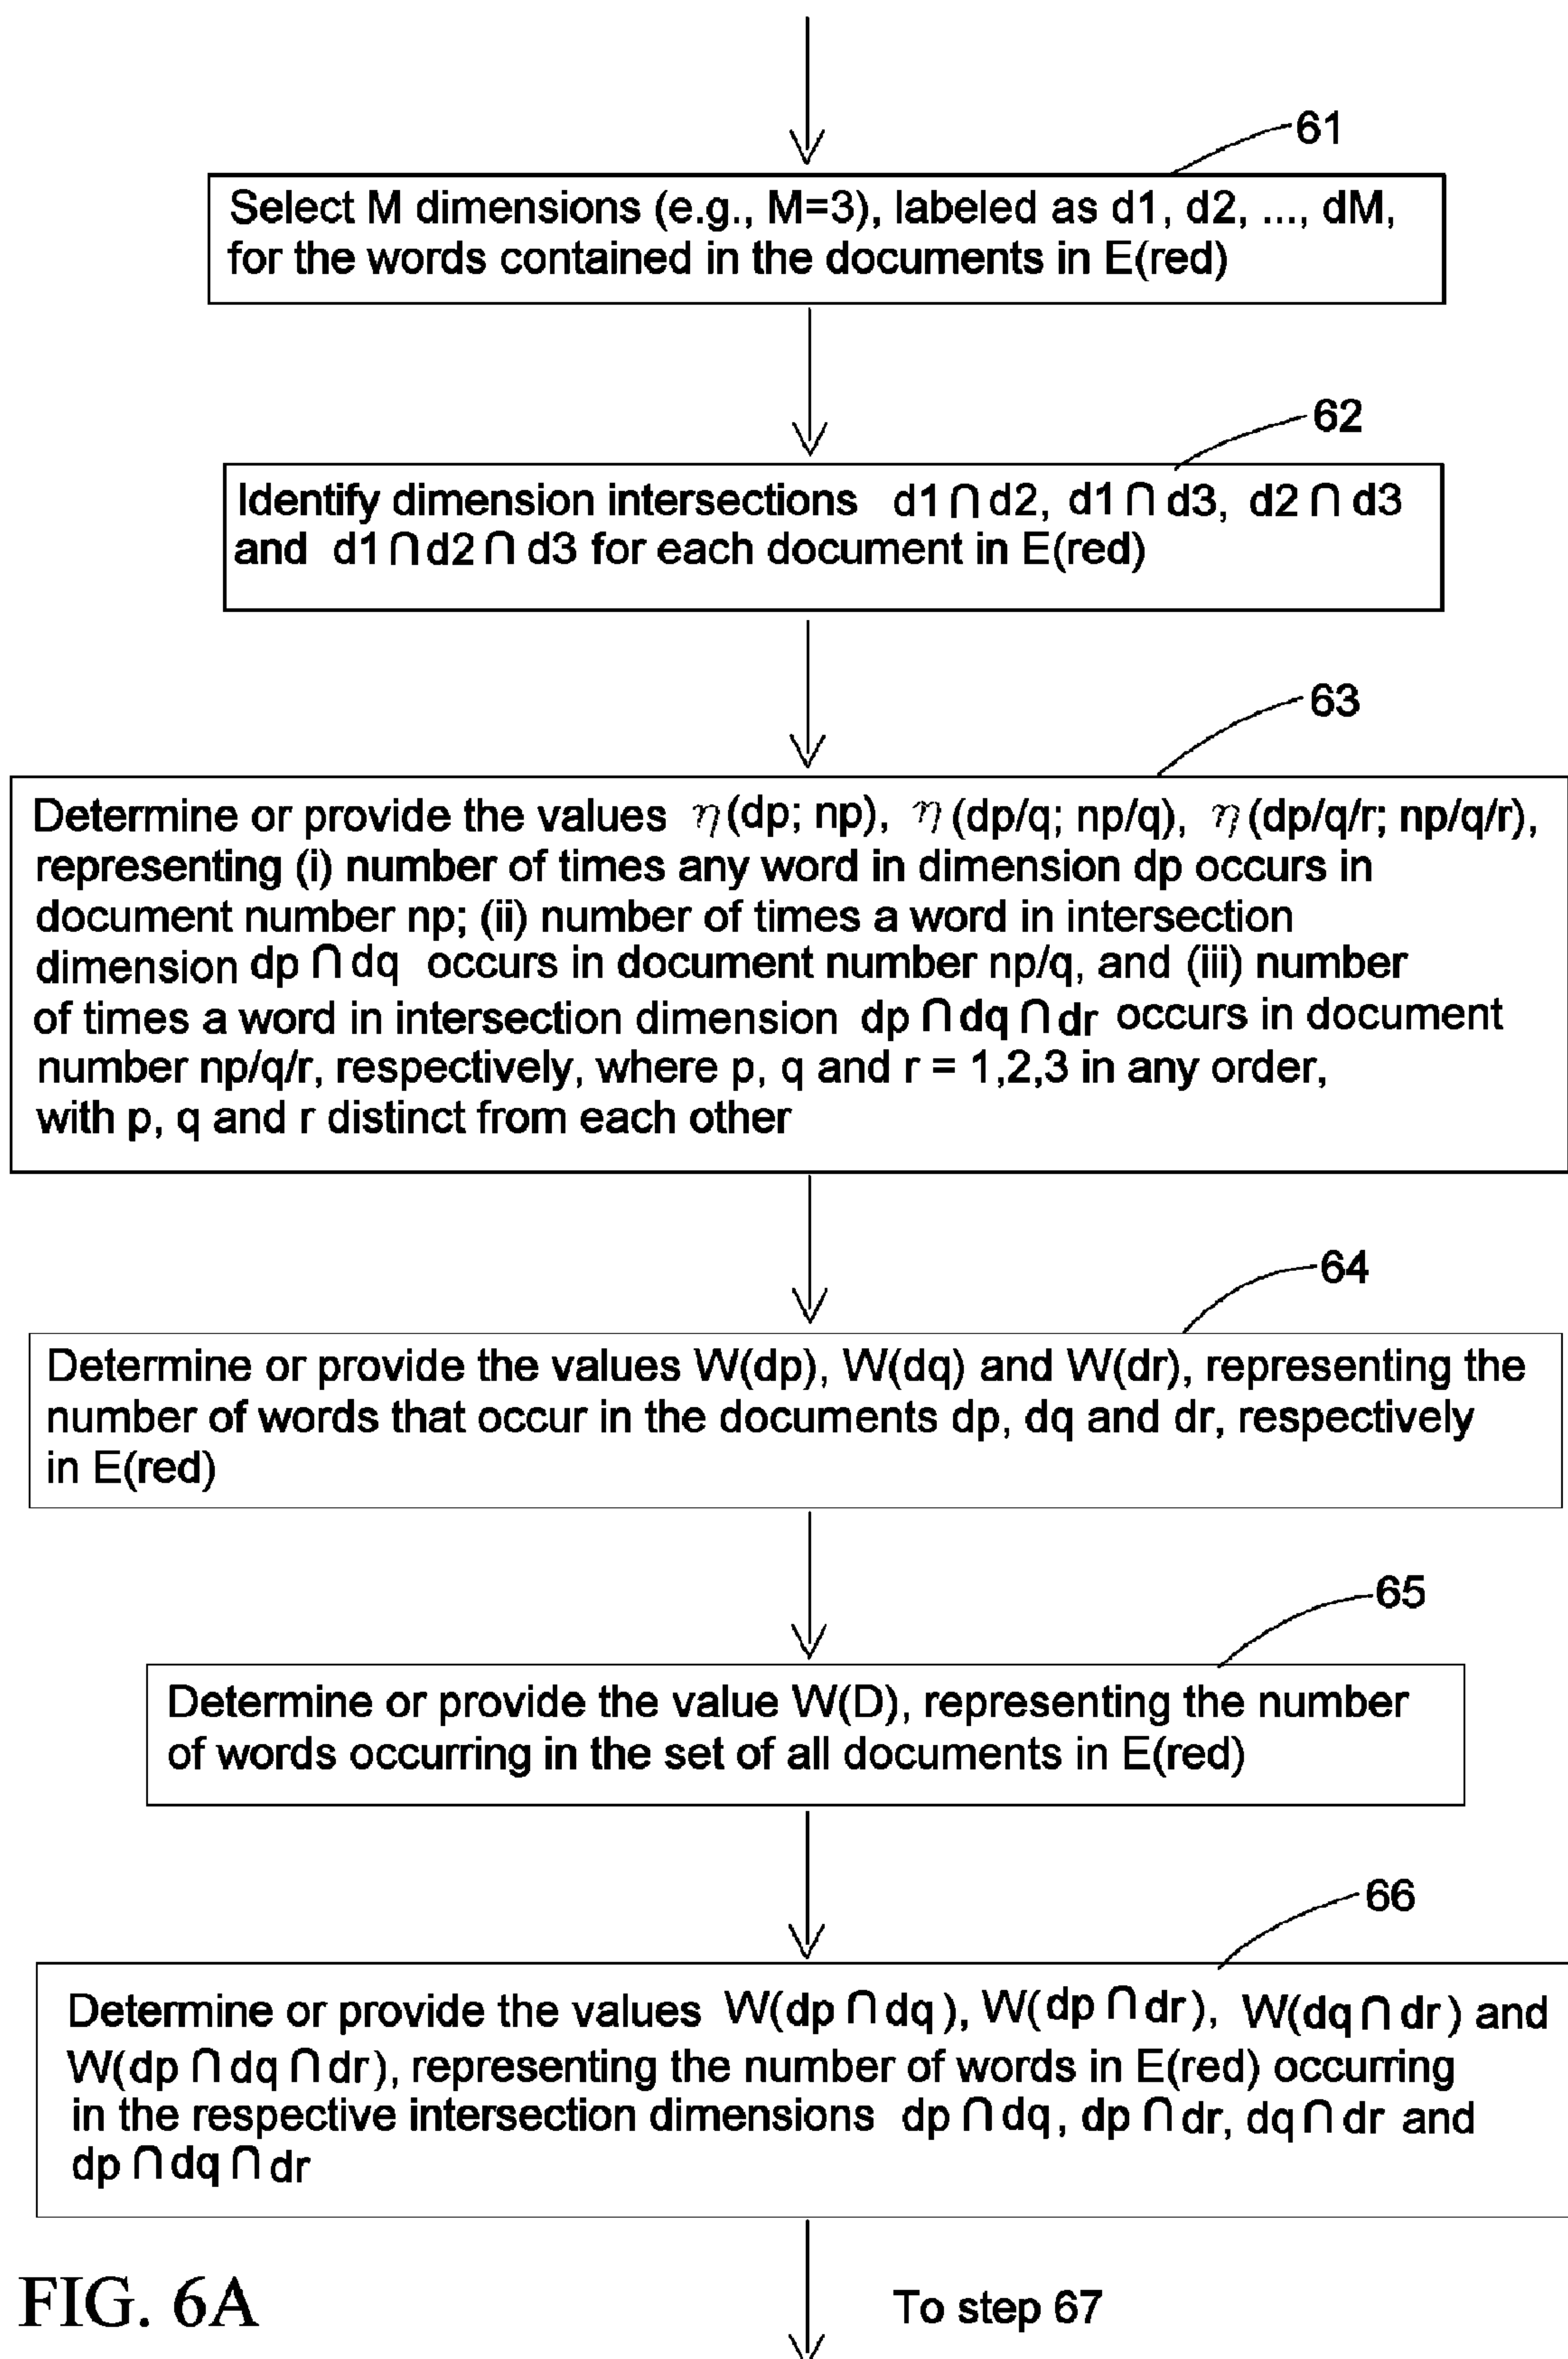 61
Select M dimensions (e.g., M=3), labeled as d1, d2, ..., dM,
for the words contained in the documents in E(red)
62
Identify dimension intersections d1 ∩ d2, d1 ∩ d3, d2 ∩ d3
and d1 ∩ d2 ∩ d3 for each document in E(red)
63
Determine or provide the values η(dp; np), η(dp/q; np/q), η(dp/q/r; np/q/r),
representing (i) number of times any word in dimension dp occurs in
document number np; (ii) number of times a word in intersection
dimension dp ∩ dq occurs in document number np/q, and (iii) number
of times a word in intersection dimension dp ∩ dq ∩ dr occurs in document
number np/q/r, respectively, where p, q and r = 1,2,3 in any order,
with p, q and r distinct from each other
64
Determine or provide the values W(dp), W(dq) and W(dr), representing the
number of words that occur in the documents dp, dq and dr, respectively
in E(red)
65
Determine or provide the value W(D), representing the number
of words occurring in the set of all documents in E(red)
66
Determine or provide the values W(dp ∩ dq), W(dp ∩ dr), W(dq ∩ dr) and
W(dp ∩ dq ∩ dr), representing the number of words in E(red) occurring
in the respective intersection dimensions dp ∩ dq, dp ∩ dr, dq ∩ dr and
dp ∩ dq ∩ dr
FIG. 6A
To step 67